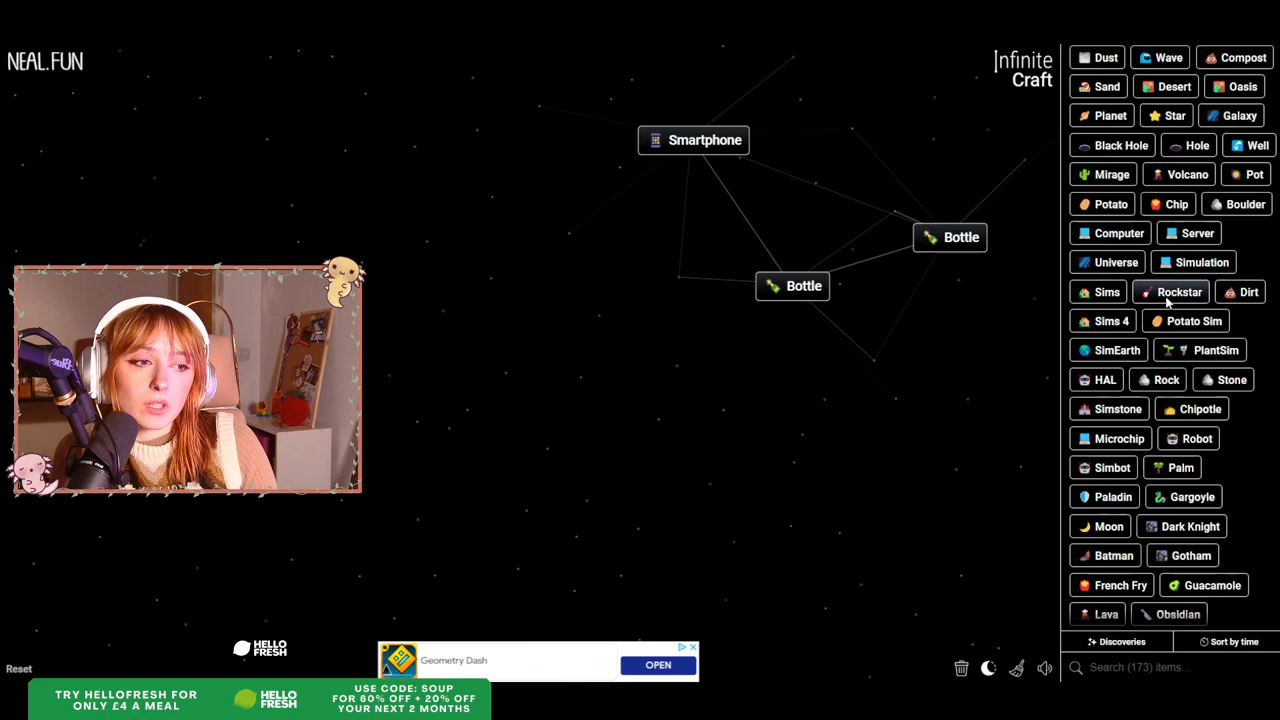 NEAL.FUN
Infinite
Craft
Smartphone
Bottle
Bottle
Dust Wave Compost
Sand Desert Oasis
Planet Star Galaxy
Black Hole Hole Well
Mirage Volcano Pot
Potato Chip Boulder
Computer Server
Universe Simulation
Sims Rockstar Dirt
Sims 4 Potato Sim
SimEarth PlantSim
HAL Rock Stone
Simstone Chipotle
Microchip Robot
Simbot Palm
Paladin Gargoyle
Moon Dark Knight
Batman Gotham
French Fry Guacamole
Lava Obsidian
Discoveries Sort by time
Search (173) items...
Reset
HELLO
FRESH
Geometry Dash
OPEN
TRY HELLOFRESH FOR
ONLY £4 A MEAL
HELLO
FRESH
USE CODE: SOUP
FOR 60% OFF + 20% OFF
YOUR NEXT 2 MONTHS